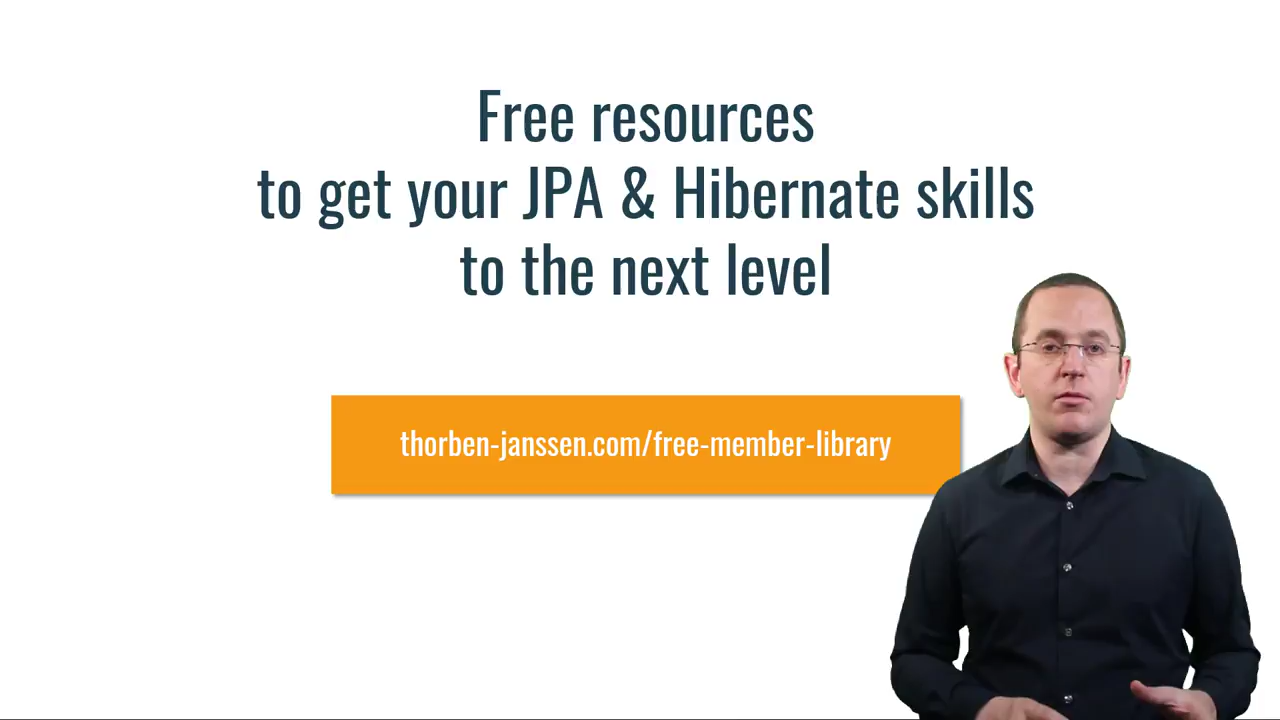 Free resources
to get your JPA & Hibernate skills
to the next level
thorben-janssen.com/free-member-library